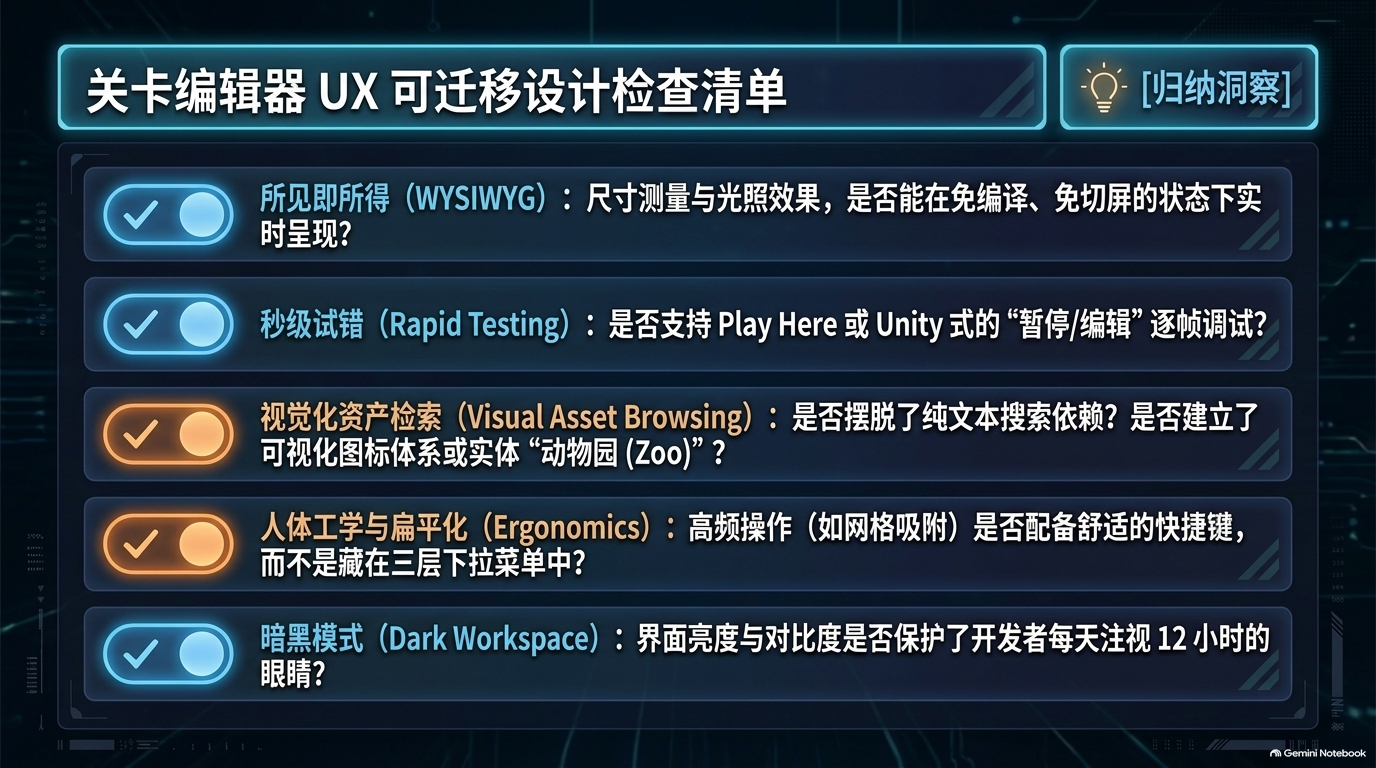 关卡编辑器 UX 可迁移设计检查清单
[归纳洞察]
所见即所得（WYSIWYG）：尺寸测量与光照效果，是否能在免编译、免切屏的状态下实
时呈现？
秒级试错（Rapid Testing）：是否支持 Play Here 或 Unity 式的“暂停/编辑”逐帧调试？
视觉化资产检索（Visual Asset Browsing）：是否摆脱了纯文本搜索依赖？是否建立了
可视化图标体系或实体“动物园 (Zoo)”？
人体工学与扁平化（Ergonomics）：高频操作（如网格吸附）是否配备舒适的快捷键，
而不是藏在三层下拉菜单中？
暗黑模式（Dark Workspace）：界面亮度与对比度是否保护了开发者每天注视 12 小时的
眼睛？
Gemini Notebook